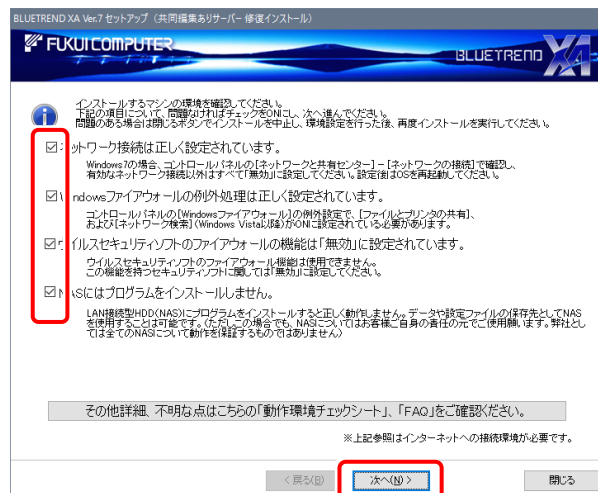 BLUETREND XA Ver.7 セットアップ（共同編集ありサーバー 修復インストール）
FUKUI COMPUTER
BLUETREND XA
インストールするマシンの環境を確認してください。
下記の項目について、問題なければチェックをONにし、次へ進んでください。
問題のある場合は閉じるボタンでインストールを中止し、環境設定を行った後、再度インストールを実行してください。
ットワーク接続は正しく設定されています。
Windows7の場合、コントロールパネルの[ネットワークと共有センター]－[ネットワークの接続]で確認し、
有効なネットワーク接続以外はすべて「無効」に設定してください。設定後はOSを再起動してください。
ndowsファイアウォールの例外処理は正しく設定されています。
コントロールパネルの[Windowsファイアウォール]の例外設定で、[ファイルとプリンタの共有]、
および[ネットワーク検索](Windows Vista以降)がONに設定されている必要があります。
イルスセキュリティソフトのファイアウォールの機能は「無効」に設定されています。
ウイルスセキュリティソフトのファイアウォール機能は使用できません。
この機能を持つセキュリティソフトに関しては「無効」に設定してください。
ASにはプログラムをインストールしません。
LAN接続型HDD(NAS)にプログラムをインストールすると正しく動作しません。データや設定ファイルの保存先としてNAS
を使用することは可能です。(ただしこの場合でも、NASについてはお客様ご自身の責任の元でご使用願います。弊社とし
ては全てのNASについて動作を保証するものではありません)
その他詳細、不明な点はこちらの「動作環境チェックシート」、「FAQ」をご確認ください。
※上記参照はインターネットへの接続環境が必要です。
< 戻る(B) 次へ(N) > 閉じる